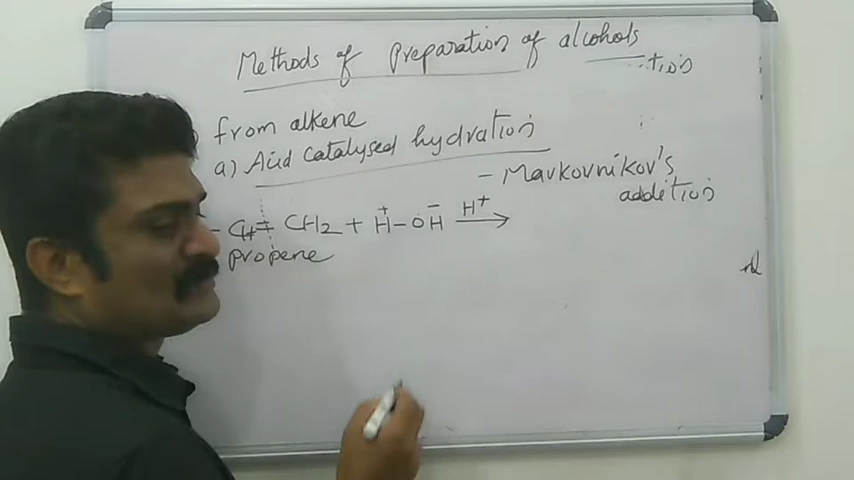 Methods of Preparation of alcohols
from alkene
a) Acid catalysed hydration
- Markovnikov's
addition
- CH = CH2 + H⁺ - OH⁻ H⁺ →
propene